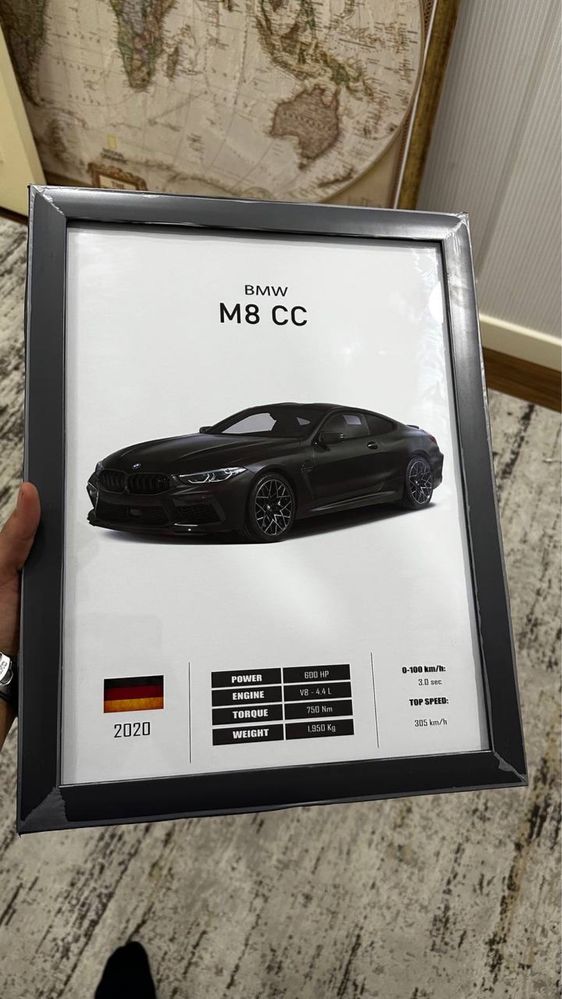 BMW
M8 CC
2020
POWER 600 HP
ENGINE V8 - 4.4 L
TORQUE 750 Nm
WEIGHT 1.950 Kg
0-100 km/h:
3.0 sec
TOP SPEED:
305 km/h